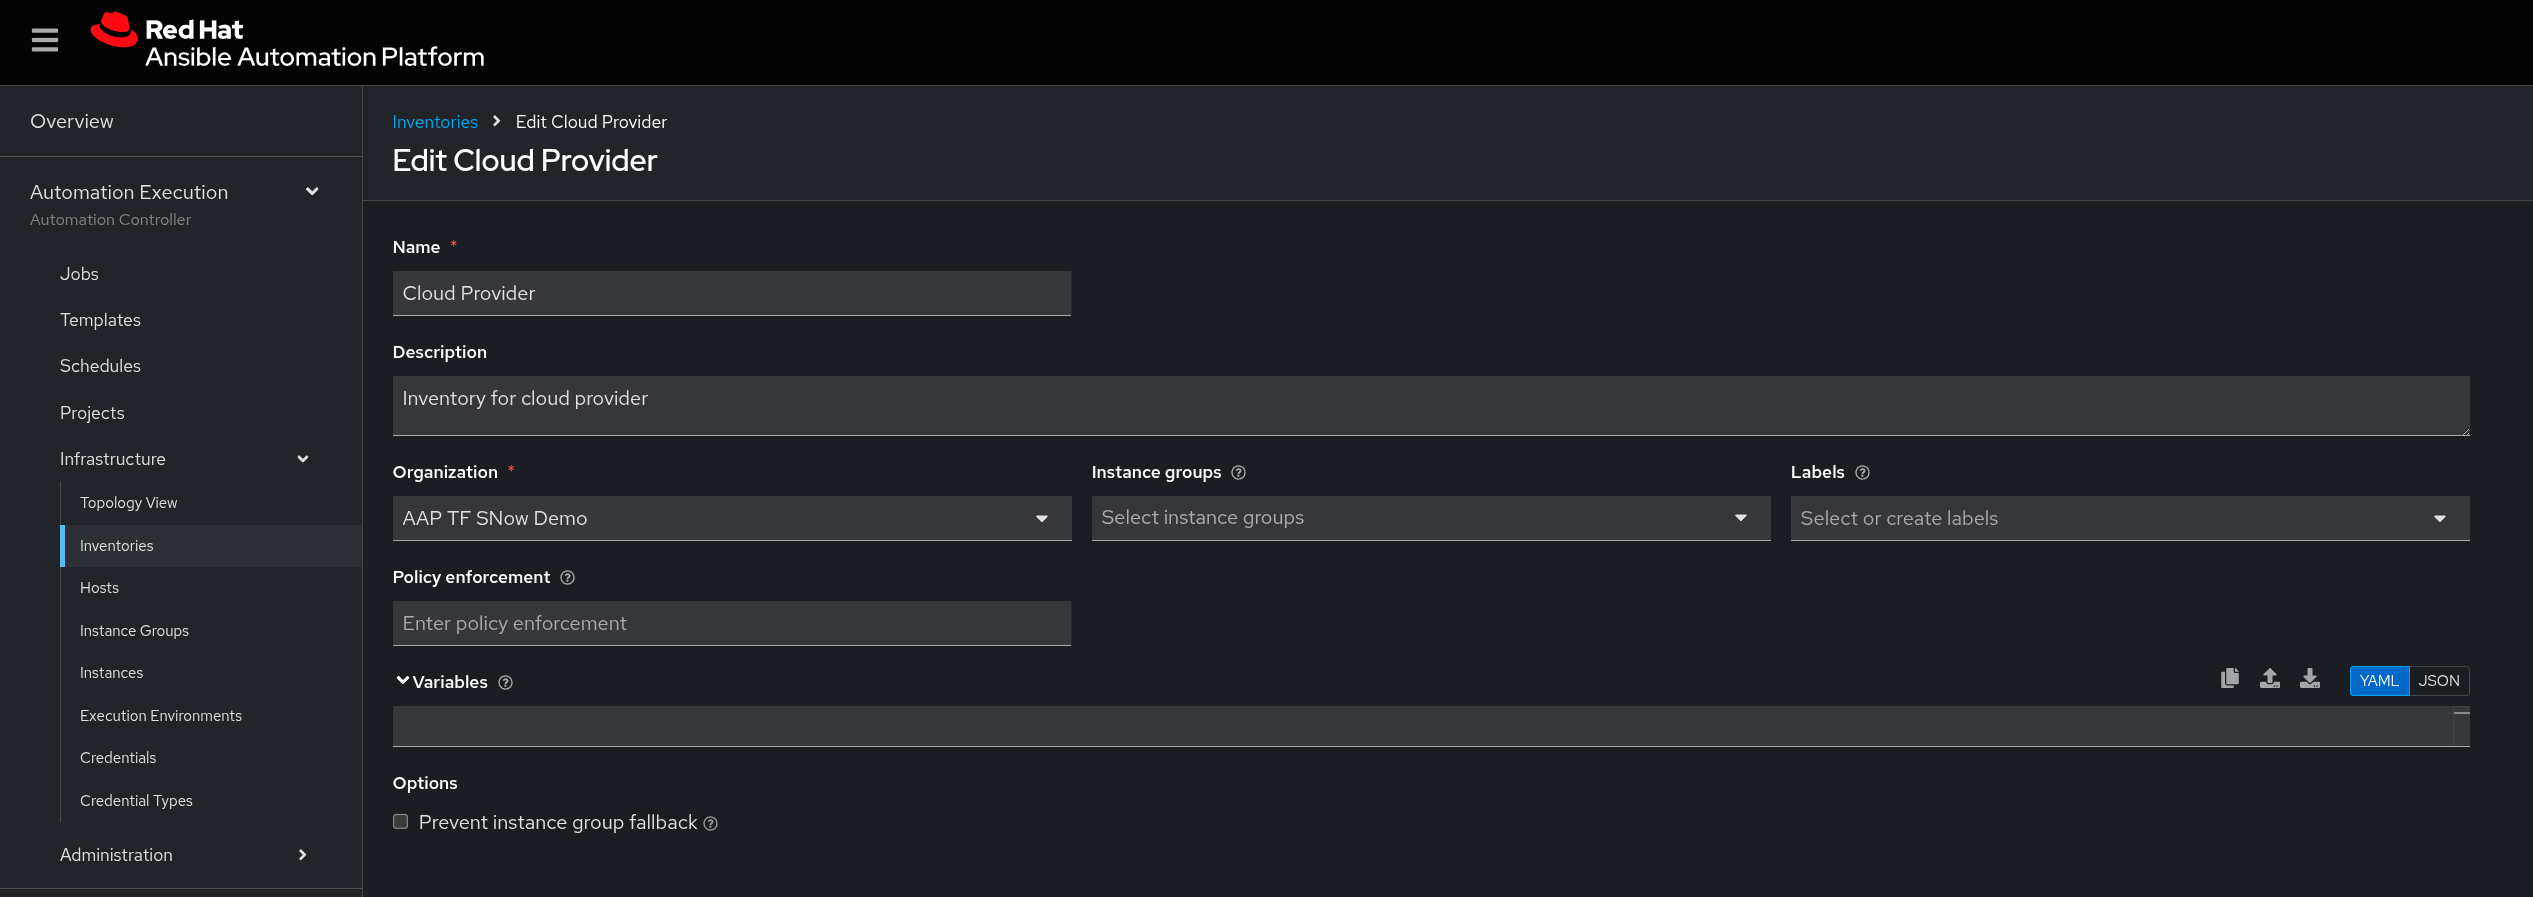 Red Hat
Ansible Automation Platform
Overview
Automation Execution
Automation Controller
Jobs
Templates
Schedules
Projects
Infrastructure
Topology View
Inventories
Hosts
Instance Groups
Instances
Execution Environments
Credentials
Credential Types
Administration
Inventories > Edit Cloud Provider
Edit Cloud Provider
Name *
Cloud Provider
Description
Inventory for cloud provider
Organization *
AAP TF SNow Demo
Instance groups
Select instance groups
Labels
Select or create labels
Policy enforcement
Enter policy enforcement
Variables
YAML JSON
Options
Prevent instance group fallback